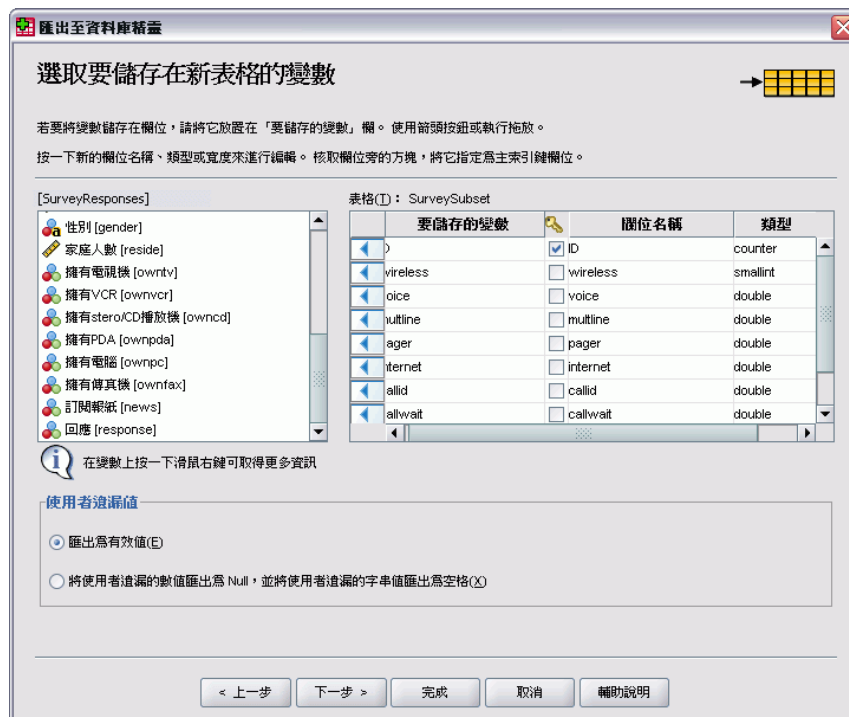 匯出至資料庫精靈
選取要儲存在新表格的變數
若要將變數儲存在欄位，請將它放置在「要儲存的變數」欄。 使用箭頭按鈕或執行拖放。
按一下新的欄位名稱、類型或寬度來進行編輯。 核取欄位旁的方塊，將它指定為主索引鍵欄位。
[SurveyResponses]
性別 [gender]
家庭人數 [reside]
擁有電視機 [owntv]
擁有VCR [ownvcr]
擁有stero/CD播放機 [owncd]
擁有PDA [ownpda]
擁有電腦 [ownpc]
擁有傳真機 [ownfax]
訂閱報紙 [news]
回應 [response]
表格(T)： SurveySubset
要儲存的變數 欄位名稱 類型
ID counter
wireless wireless smallint
oice voice double
multline multline double
ager pager double
nternet internet double
allid callid double
allwait callwait double
在變數上按一下滑鼠右鍵可取得更多資訊
使用者遺漏值
匯出為有效值(E)
將使用者遺漏的數值匯出為 Null，並將使用者遺漏的字串值匯出為空格(X)
< 上一步 下一步 > 完成 取消 輔助說明